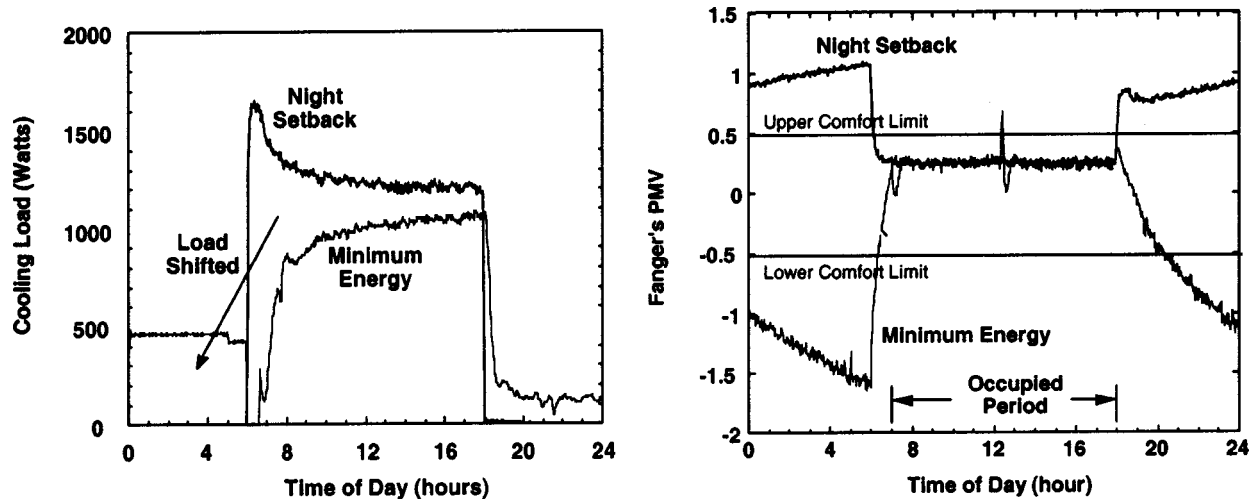 2000
1500
1000
500
0
Cooling Load (Watts)
Night
Setback
Load
Shifted
Minimum
Energy
0 4 8 12 16 20 24
Time of Day (hours)
1.5
1
0.5
0
-0.5
-1
-1.5
-2
Fanger's PMV
Night Setback
Upper Comfort Limit
Lower Comfort Limit
Minimum Energy
Occupied
Period
0 4 8 12 16 20 24
Time of Day (hour)